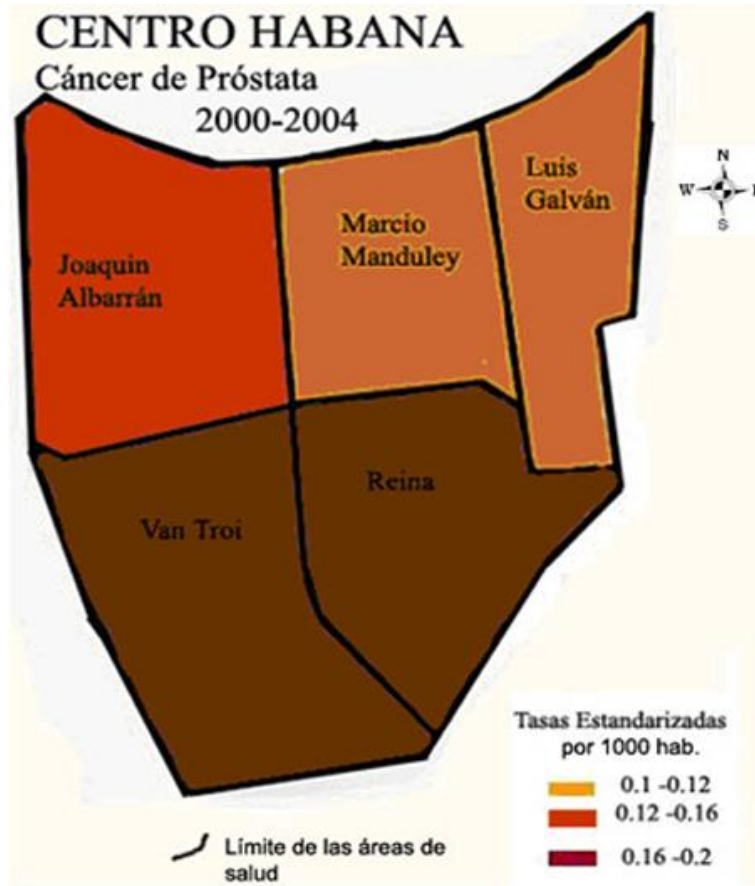 CENTRO HABANA
Cáncer de Próstata
2000-2004
Luis
Galván
N
W
E
S
Marcio
Manduley
Joaquin
Albarrán
Reina
Van Troi
Tasas Estandarizadas
por 1000 hab.
0.1 -0.12
0.12 -0.16
0.16 -0.2
Límite de las áreas de
salud